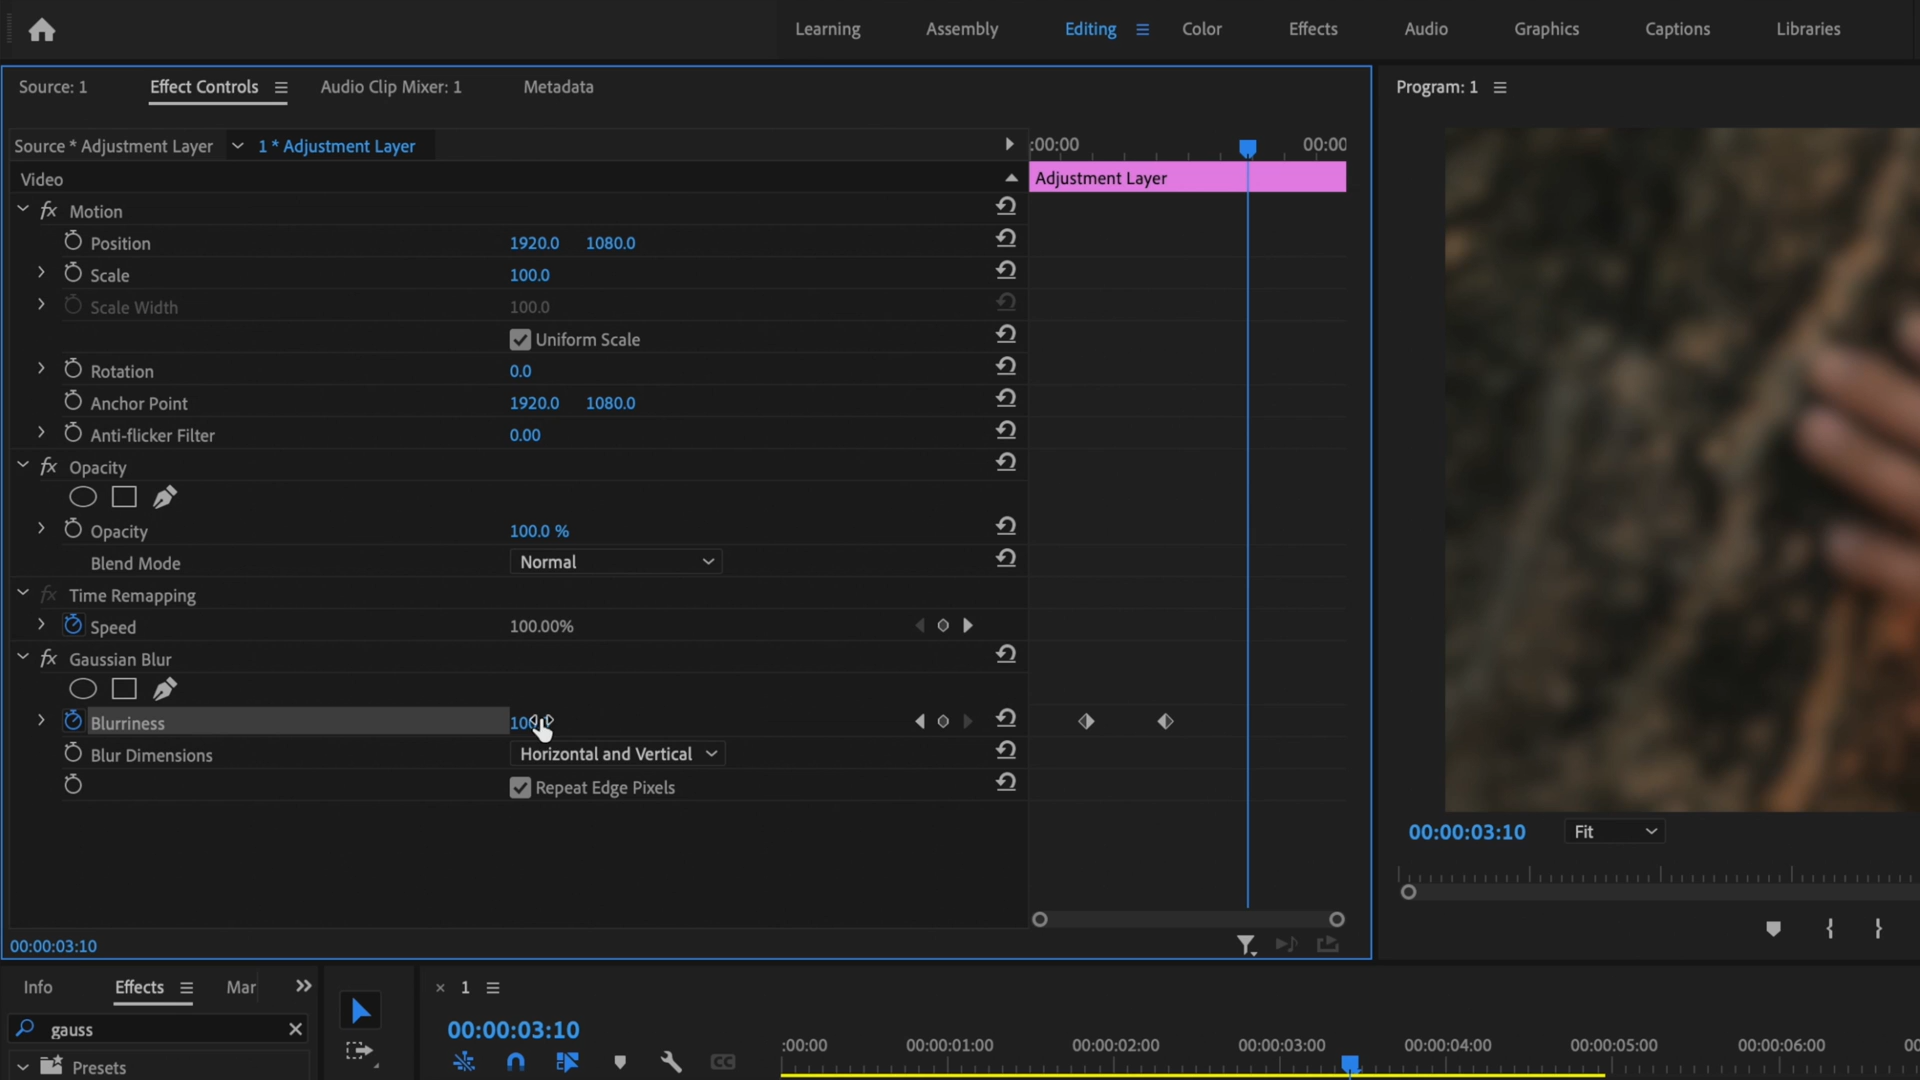 Learning Assembly Editing Color Effects Audio Graphics Captions Libraries
Source: 1 Effect Controls Audio Clip Mixer: 1 Metadata
Program: 1
Source * Adjustment Layer 1 * Adjustment Layer
:00:00 00:00
Video
Adjustment Layer
fx Motion
Position 1920.0 1080.0
Scale 100.0
Scale Width 100.0
Uniform Scale
Rotation 0.0
Anchor Point 1920.0 1080.0
Anti-flicker Filter 0.00
fx Opacity
Opacity 100.0 %
Blend Mode Normal
fx Time Remapping
Speed 100.00%
fx Gaussian Blur
Blurriness
Blur Dimensions Horizontal and Vertical
Repeat Edge Pixels
00:00:03:10 Fit
00:00:03:10
Info Effects Mar
1
gauss
00:00:03:10
:00:00 00:00:01:00 00:00:02:00 00:00:03:00 00:00:04:00 00:00:05:00 00:00:06:00
Presets
CC